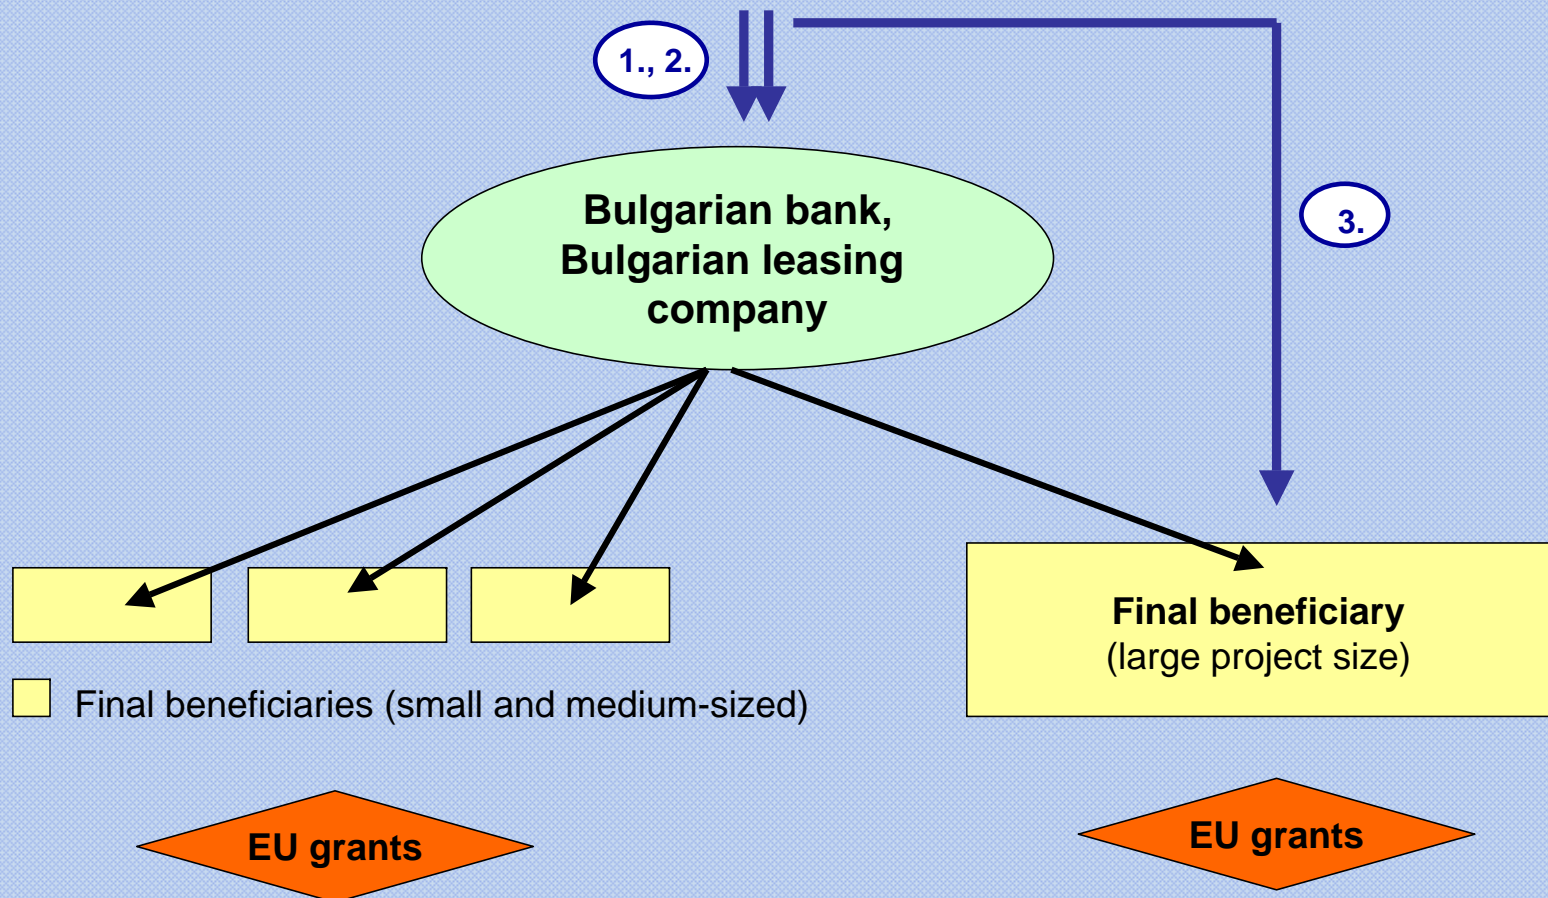 1., 2.
Bulgarian bank,
Bulgarian leasing
company
3.
Final beneficiary
(large project size)
Final beneficiaries (small and medium-sized)
EU grants
EU grants